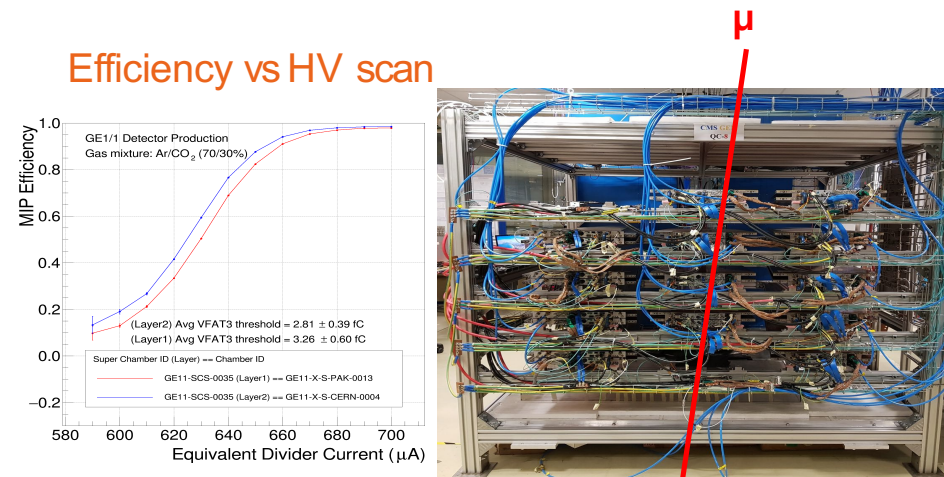 µ
Efficiency vs HV scan
MIP Efficiency
1.0
0.8
0.6
0.4
0.2
0.0
−0.2
GE1/1 Detector Production
Gas mixture: Ar/CO2 (70/30%)
(Layer2) Avg VFAT3 threshold = 2.81 ± 0.39 fC
(Layer1) Avg VFAT3 threshold = 3.26 ± 0.60 fC
Super Chamber ID (Layer) == Chamber ID
GE11-SCS-0035 (Layer1) == GE11-X-S-PAK-0013
GE11-SCS-0035 (Layer2) == GE11-X-S-CERN-0004
580 600 620 640 660 680 700
Equivalent Divider Current (µA)
CMS
QC-8